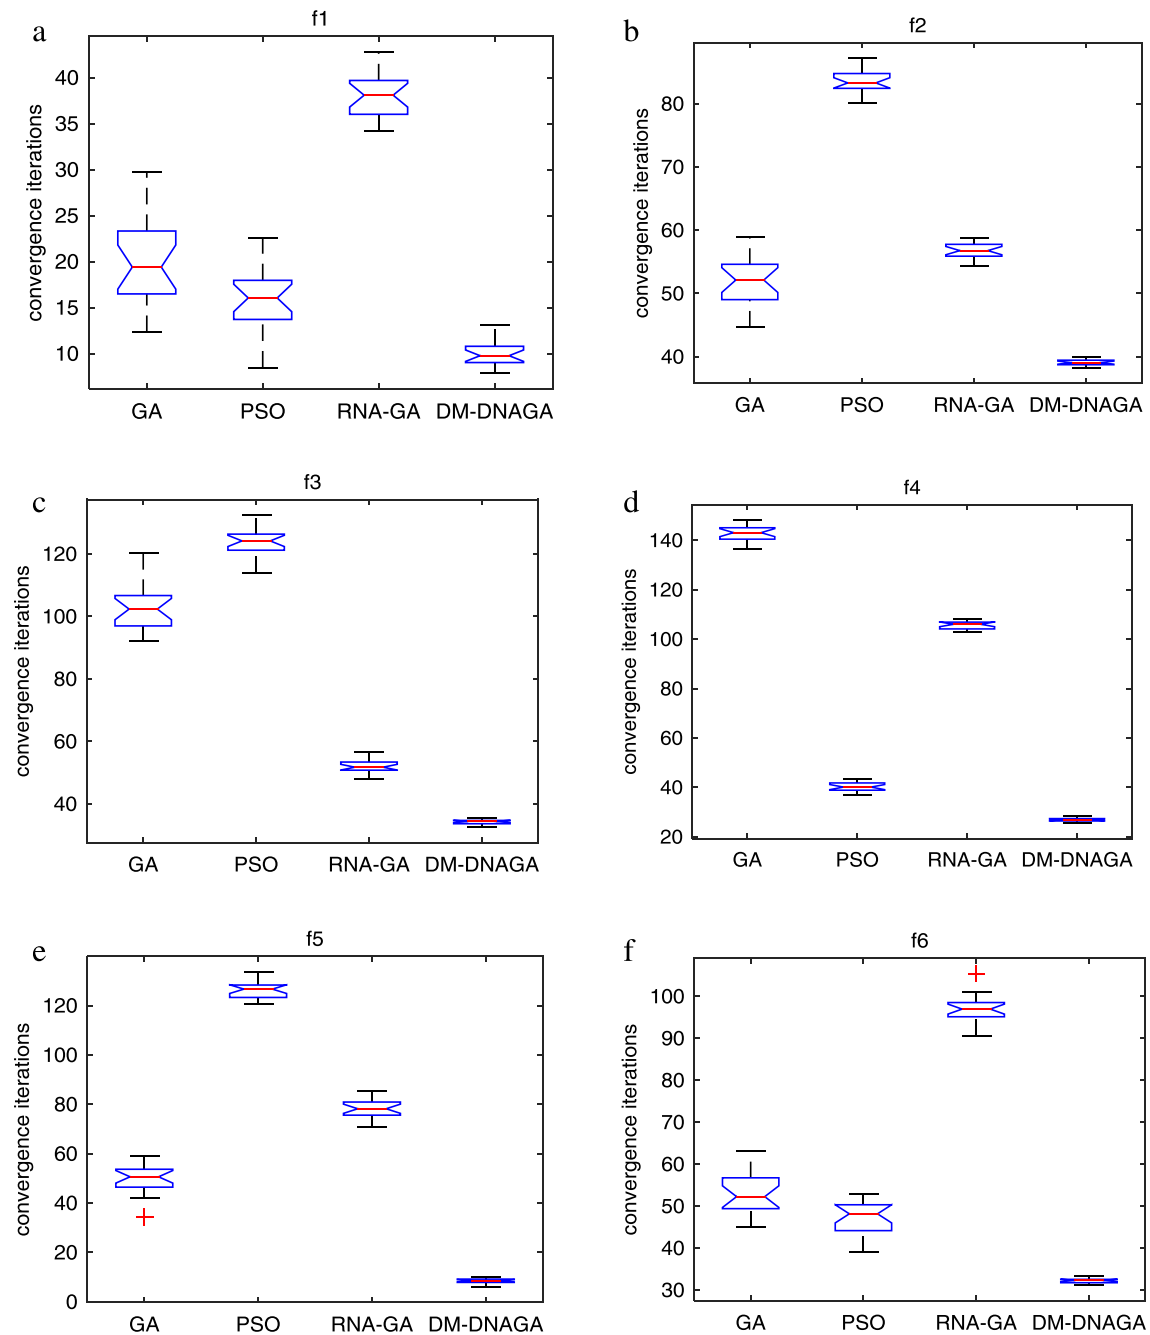 a
f1
convergence iterations
40
35
30
25
20
15
10
GA PSO RNA-GA DM-DNAGA
b
f2
convergence iterations
80
70
60
50
40
GA PSO RNA-GA DM-DNAGA
c
f3
convergence iterations
120
100
80
60
40
GA PSO RNA-GA DM-DNAGA
d
f4
convergence iterations
140
120
100
80
60
40
20
GA PSO RNA-GA DM-DNAGA
e
f5
convergence iterations
120
100
80
60
40
20
0
GA PSO RNA-GA DM-DNAGA
f
f6
convergence iterations
100
90
80
70
60
50
40
30
GA PSO RNA-GA DM-DNAGA